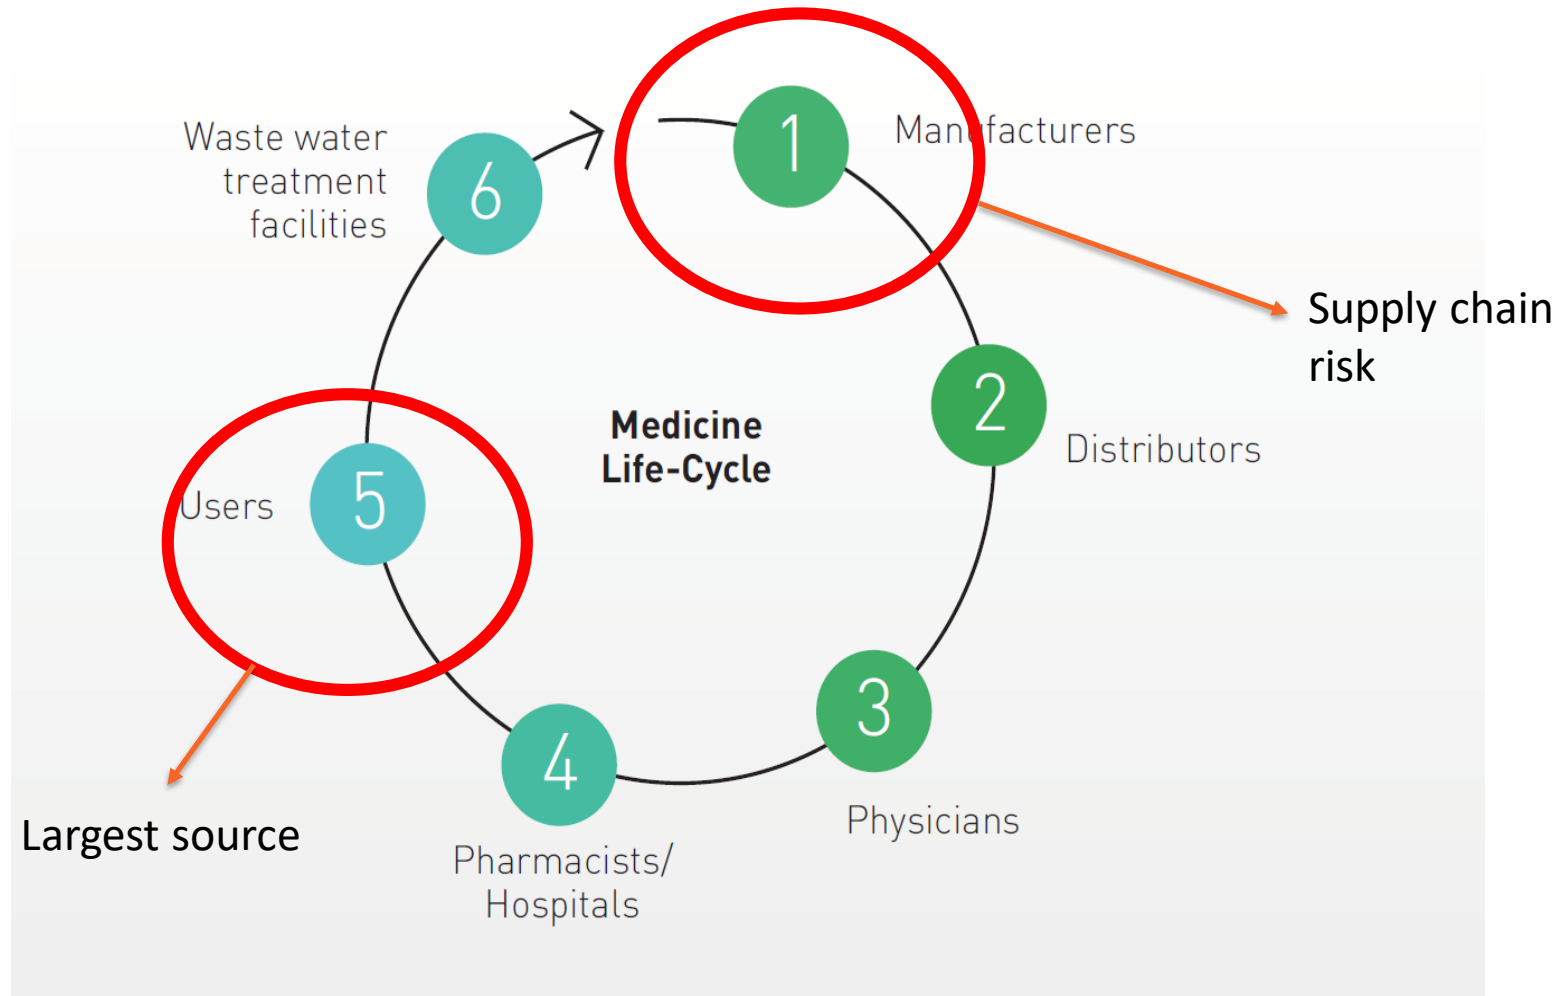 1
Manufacturers
Waste water
treatment
facilities
6
Supply chain
risk
2
Distributors
Medicine
Life-Cycle
5
Users
3
Physicians
4
Pharmacists/
Hospitals
Largest source